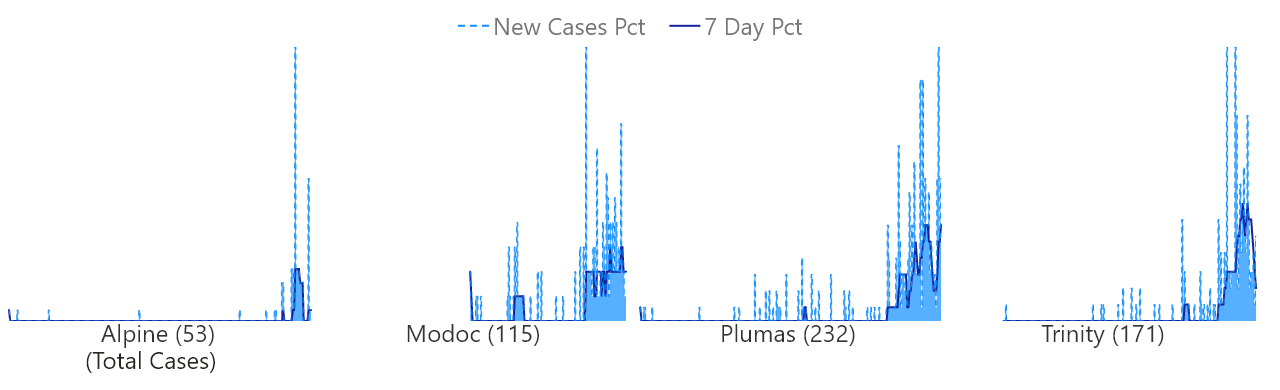 New Cases Pct 7 Day Pct
Alpine (53) Modoc (115) Plumas (232) Trinity (171)
(Total Cases)